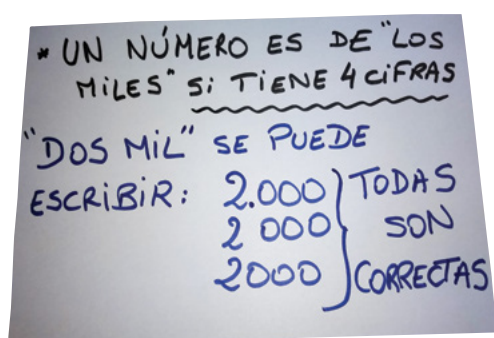 * UN NÚMERO ES DE "LOS
MILES" SI TIENE 4 CIFRAS
"DOS MIL" SE PUEDE
ESCRIBIR: 2.000 TODAS
2 000 SON
2000 CORRECTAS